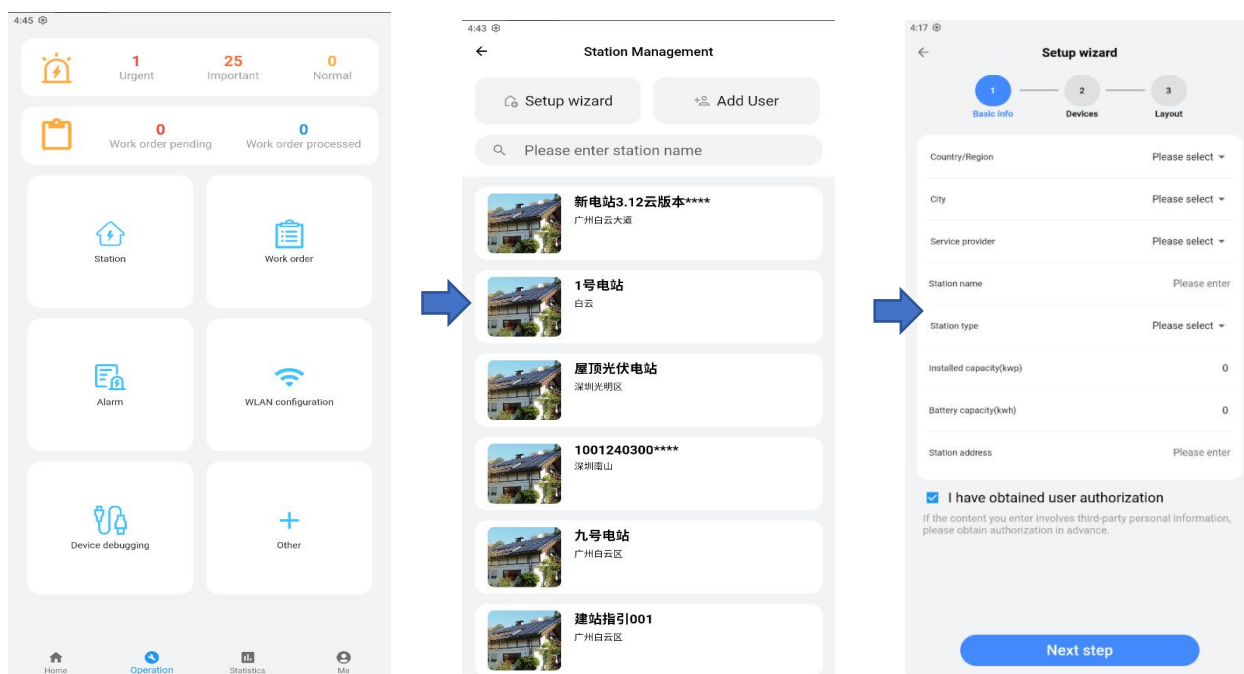 4:45
1 25 0
Urgent Important Normal
0 0
Work order pending Work order processed
Station Work order
Alarm WLAN configuration
Device debugging Other
Home Operation Statistics Me
4:43
Station Management
Setup wizard Add User
Please enter station name
新电站3.12云版本****
广州白云大道
1号电站
白云
屋顶光伏电站
深圳光明区
1001240300****
深圳南山
九号电站
广州白云区
建站指引001
广州白云区
4:17
Setup wizard
1 2 3
Basic info Devices Layout
Country/Region Please select
City Please select
Service provider Please select
Station name Please enter
Station type Please select
Installed capacity(kwp) 0
Battery capacity(kwh) 0
Station address Please enter
I have obtained user authorization
If the content you enter involves third-party personal information,
please obtain authorization in advance.
Next step